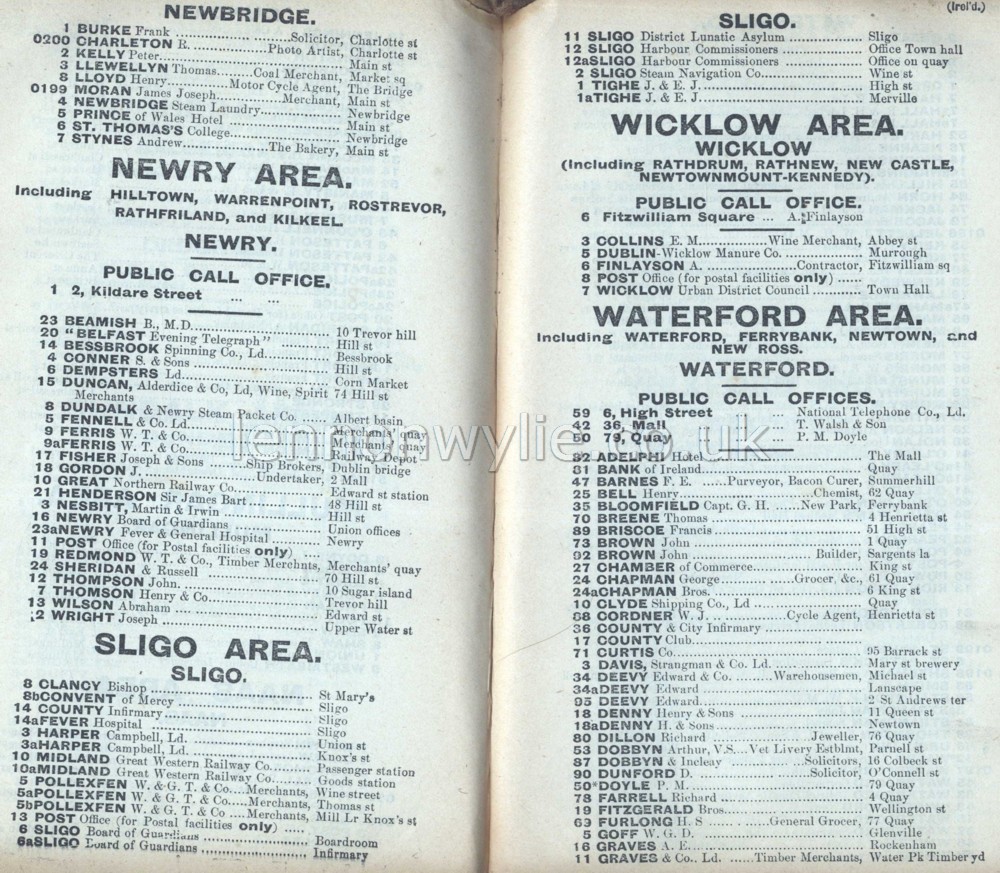 NEWBRIDGE.
1 BURKE Frank ..................Solicitor, Charlotte st
0200 CHARLETON R. ............Photo Artist, Charlotte st
2 KELLY Peter........................ Main st
3 LLEWELLYN Thomas......Coal Merchant, Market sq
8 LLOYD Henry..........Motor Cycle Agent, The Bridge
0199 MORAN James Joseph...........Merchant, Main st
4 NEWBRIDGE Steam Laundry............ Newbridge
5 PRINCE of Wales Hotel .................. Main st
6 ST. THOMAS'S College.................. Newbridge
7 STYNES Andrew..............The Bakery, Main st
NEWRY AREA.
Including HILLTOWN, WARRENPOINT, ROSTREVOR,
RATHFRILAND, and KILKEEL.
NEWRY.
PUBLIC CALL OFFICE.
1 2, Kildare Street ... ...
23 BEAMISH B., M.D........................ 10 Trevor hill
20 "BELFAST Evening Telegraph" ......... Hill st
14 BESSBROOK Spinning Co., Ld............ Bessbrook
4 CONNER S. & Sons ..................... Hill st
6 DEMPSTERS Ld........................ Corn Market
15 DUNCAN, Alderdice & Co, Ld, Wine, Spirit 74 Hill st
Merchants
8 DUNDALK & Newry Steam Packet Co. ...... Albert basin
5 FENNELL & Co. Ld..................... Merchants' quay
9 FERRIS W. T. & Co..................... Merchants' quay
9a FERRIS W. T. & Co..................... Railway Depot
17 FISHER Joseph & Sons ......Ship Brokers, Dublin bridge
18 GORDON J. ..................Undertaker, 2 Mall
10 GREAT Northern Railway Co............. Edward st station
21 HENDERSON Sir James Bart ............ 48 Hill st
3 NESBITT, Martin & Irwin ............... Hill st
16 NEWRY Board of Guardians ............ Union offices
23a NEWRY Fever & General Hospital ......... Newry
11 POST Office (for Postal facilities only) ....
19 REDMOND W. T. & Co., Timber Merchnts, Merchants' quay
24 SHERIDAN & Russell .................. 70 Hill st
12 THOMPSON John........................ 10 Sugar island
7 THOMSON Henry & Co.................. Trevor hill
13 WILSON Abraham ..................... Edward st
2 WRIGHT Joseph ........................ Upper Water st
SLIGO AREA.
SLIGO.
8 CLANCY Bishop ........................ St Mary's
8b CONVENT of Mercy ..................... Sligo
14 COUNTY Infirmary ..................... Sligo
14a FEVER Hospital ........................ Sligo
3 HARPER Campbell, Ld. .................. Union st
3a HARPER Campbell, Ld. .................. Knox's st
10 MIDLAND Great Western Railway Co......... Passenger station
10a MIDLAND Great Western Railway Co......... Goods station
5 POLLEXFEN W. & G. T. & Co....Merchants, Wine street
5a POLLEXFEN W. & G. T. & Co....Merchants, Thomas st
5b POLLEXFEN W. & G. T. & Co ....Merchants, Mill Lr Knox's st
13 POST Office (for Postal facilities only) .....
6 SLIGO Board of Guardians ............... Boardroom
6a SLIGO Board of Guardians ............... Infirmary
(Irel'd.)
SLIGO.
11 SLIGO District Lunatic Asylum ............ Sligo
12 SLIGO Harbour Commissioners ............ Office Town hall
12a SLIGO Harbour Commissioners ............ Office on quay
2 SLIGO Steam Navigation Co............... Wine st
1 TIGHE J. & E. J........................ High st
1a TIGHE J. & E. J........................ Merville
WICKLOW AREA.
WICKLOW
(Including RATHDRUM, RATHNEW, NEW CASTLE,
NEWTOWNMOUNT-KENNEDY).
PUBLIC CALL OFFICE.
6 Fitzwilliam Square ... A. Finlayson
3 COLLINS E. M...............Wine Merchant, Abbey st
5 DUBLIN-Wicklow Manure Co. ............ Murrough
6 FINLAYSON A. ..................Contractor, Fitzwilliam sq
8 POST Office (for postal facilities only) ......
7 WICKLOW Urban District Council ......... Town Hall
WATERFORD AREA.
Including WATERFORD, FERRYBANK, NEWTOWN, and
NEW ROSS.
WATERFORD.
PUBLIC CALL OFFICES.
59 6, High Street ... National Telephone Co., Ld.
42 36, Mall ... T. Walsh & Son
50 79, Quay ... P. M. Doyle
82 ADELPHI Hotel........................ The Mall
81 BANK of Ireland........................ Quay
47 BARNES F. E. .....Purveyor, Bacon Curer, Summerhill
25 BELL Henry........................Chemist, 62 Quay
35 BLOOMFIELD Capt. G. H. ......New Park, Ferrybank
70 BREENE Thomas ........................ 4 Henrietta st
89 BRISCOE Francis........................ 51 High st
73 BROWN John ........................ 1 Quay
92 BROWN John .....................Builder, Sargents la
27 CHAMBER of Commerce.................. King st
24 CHAPMAN George............Grocer, &c., 61 Quay
24a CHAPMAN Bros. ........................ 6 King st
10 CLYDE Shipping Co., Ld .................. Quay
68 CORDNER W. J. ...............Cycle Agent, Henrietta st
36 COUNTY & City Infirmary ..................
17 COUNTY Club...........................
71 CURTIS Co.............................. 95 Barrack st
3 DAVIS, Strangman & Co. Ld. ............... Mary st brewery
34 DEEVY Edward & Co. .........Warehousemen, Michael st
34a DEEVY Edward ........................ Lanscape
95 DEEVY Edward........................ 2 St Andrews ter
18 DENNY Henry & Sons .................. 11 Queen st
18a DENNY H. & Sons ..................... Newtown
80 DILLON Richard ..................Jeweller, 76 Quay
53 DOBBYN Arthur, V.S....Vet Livery Estblmt, Parnell st
87 DOBBYN & Incleay ...............Solicitors, 16 Colbeck st
90 DUNFORD D. .....................Solicitor, O'Connell st
50*DOYLE P. M. ........................ 79 Quay
78 FARRELL Richard ..................... 4 Quay
19 FITZGERALD Bros..................... Wellington st
63 FURLONG H. S ............General Grocer, 77 Quay
5 GOFF W. G. D. ........................ Glenville
16 GRAVES A. E. ........................ Rockenham
11 GRAVES & Co., Ld. ......Timber Merchants, Water Pk Timber yd
lennonwylie.co.uk